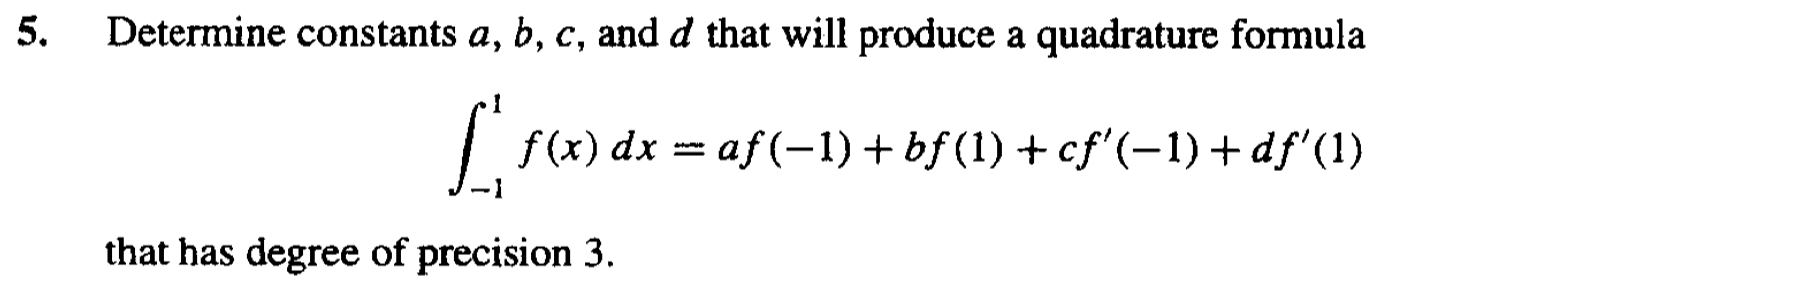 5. Determine constants a, b, c, and d that will produce a quadrature formula
∫_{-1}^{1} f(x) dx = af(−1) + bf(1) + cf′(−1) + df′(1)
that has degree of precision 3.